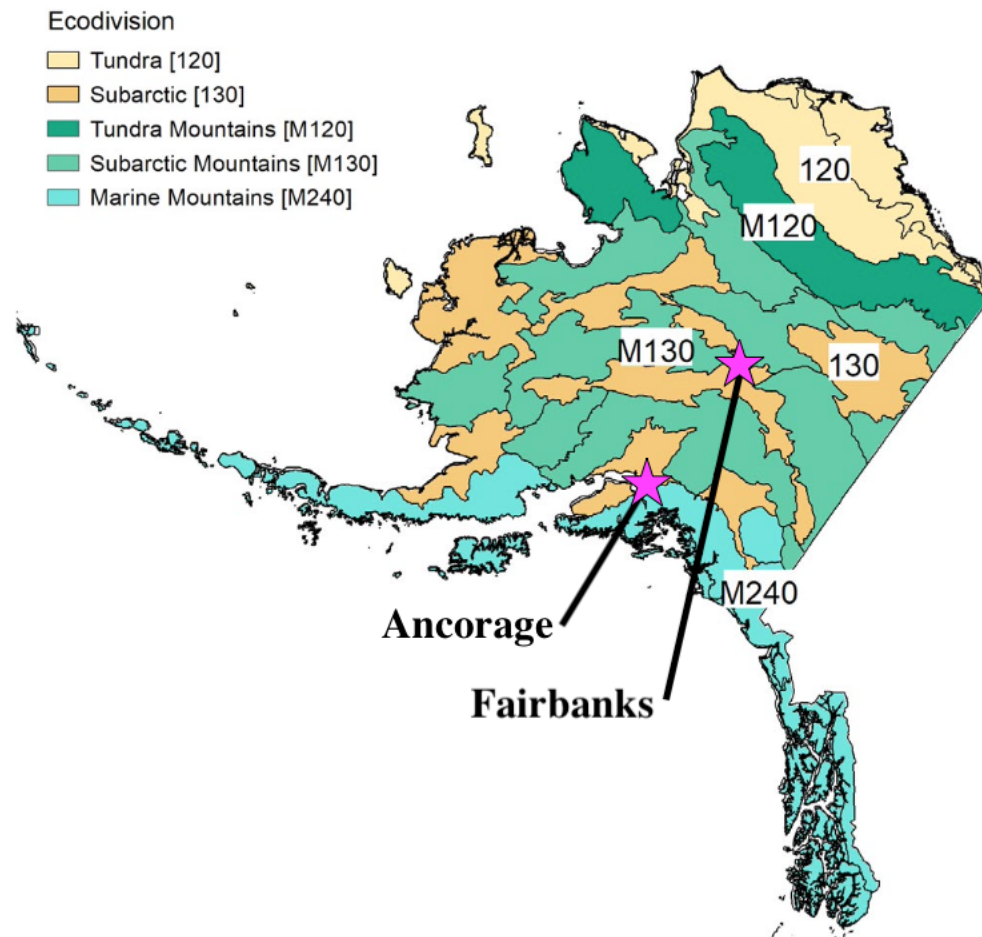 Ecodivision
Tundra [120]
Subarctic [130]
Tundra Mountains [M120]
Subarctic Mountains [M130]
Marine Mountains [M240]
120
M120
M130
130
M240
Ancorage
Fairbanks